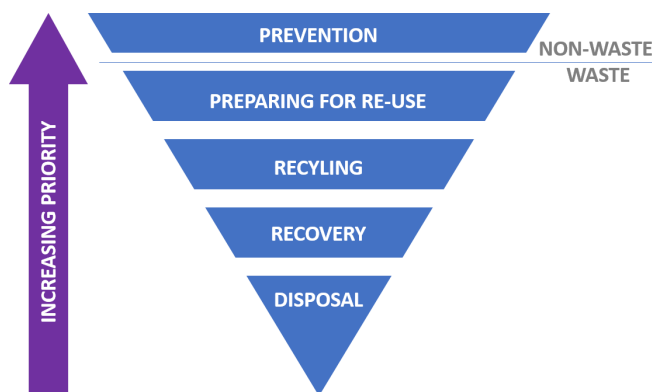 PREVENTION
NON-WASTE
WASTE
PREPARING FOR RE-USE
RECYLING
RECOVERY
DISPOSAL
INCREASING PRIORITY